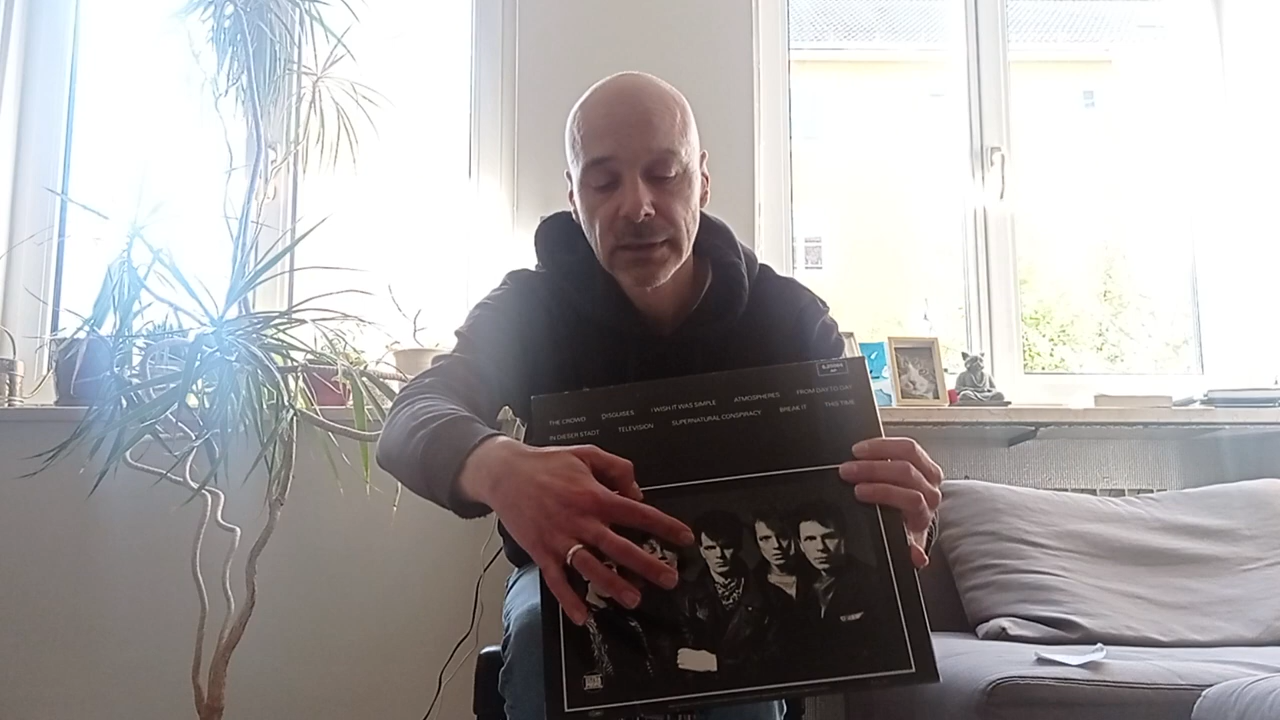 THE CROWD DISGUISES I WISH IT WAS SIMPLE ATMOSPHERES FROM DAY TO DAY
IN DIESER STADT TELEVISION SUPERNATURAL CONSPIRACY BREAK IT THIS TIME